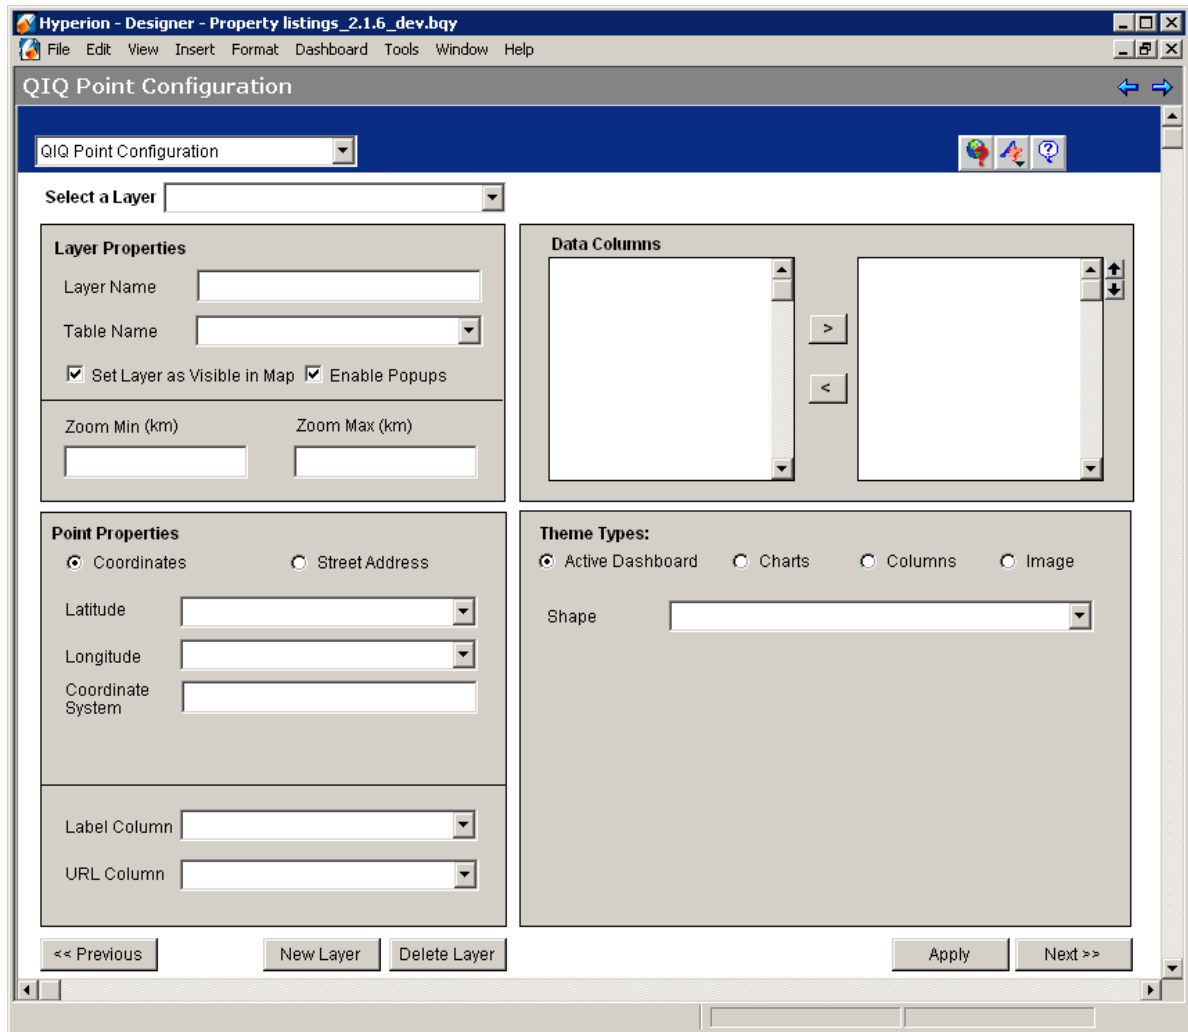 Hyperion - Designer - Property listings_2.1.6_dev.bqy
File Edit View Insert Format Dashboard Tools Window Help
QIQ Point Configuration
QIQ Point Configuration
Select a Layer
Layer Properties
Layer Name
Table Name
Set Layer as Visible in Map Enable Popups
Zoom Min (km) Zoom Max (km)
Data Columns
>
<
Point Properties
Coordinates Street Address
Latitude
Longitude
Coordinate
System
Label Column
URL Column
Theme Types:
Active Dashboard Charts Columns Image
Shape
<< Previous New Layer Delete Layer Apply Next >>